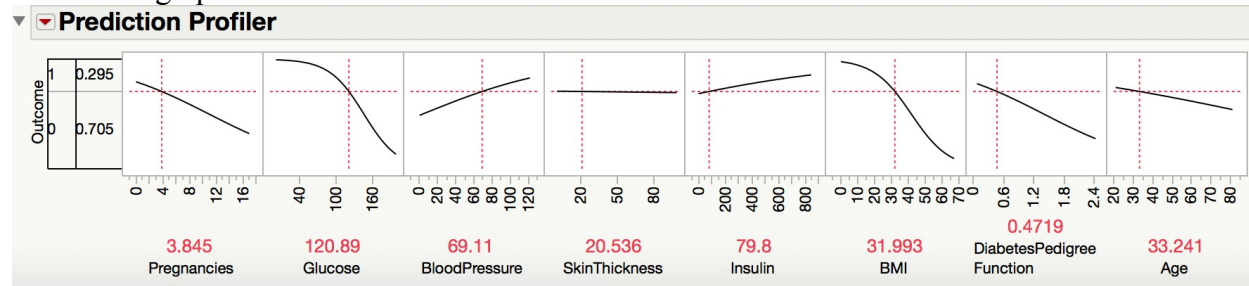 Prediction Profiler
Outcome
1 0.295
0 0.705
0 4 8 12 16
40 100 160
0 20 40 60 80 100 120
20 50 80
0 200 400 600 800
0 10 20 30 40 50 60 70
0 0.6 1.2 1.8 2.4
20 30 40 50 60 70 80
3.845 120.89 69.11 20.536 79.8 31.993 0.4719 33.241
Pregnancies Glucose BloodPressure SkinThickness Insulin BMI DiabetesPedigree Age
Function